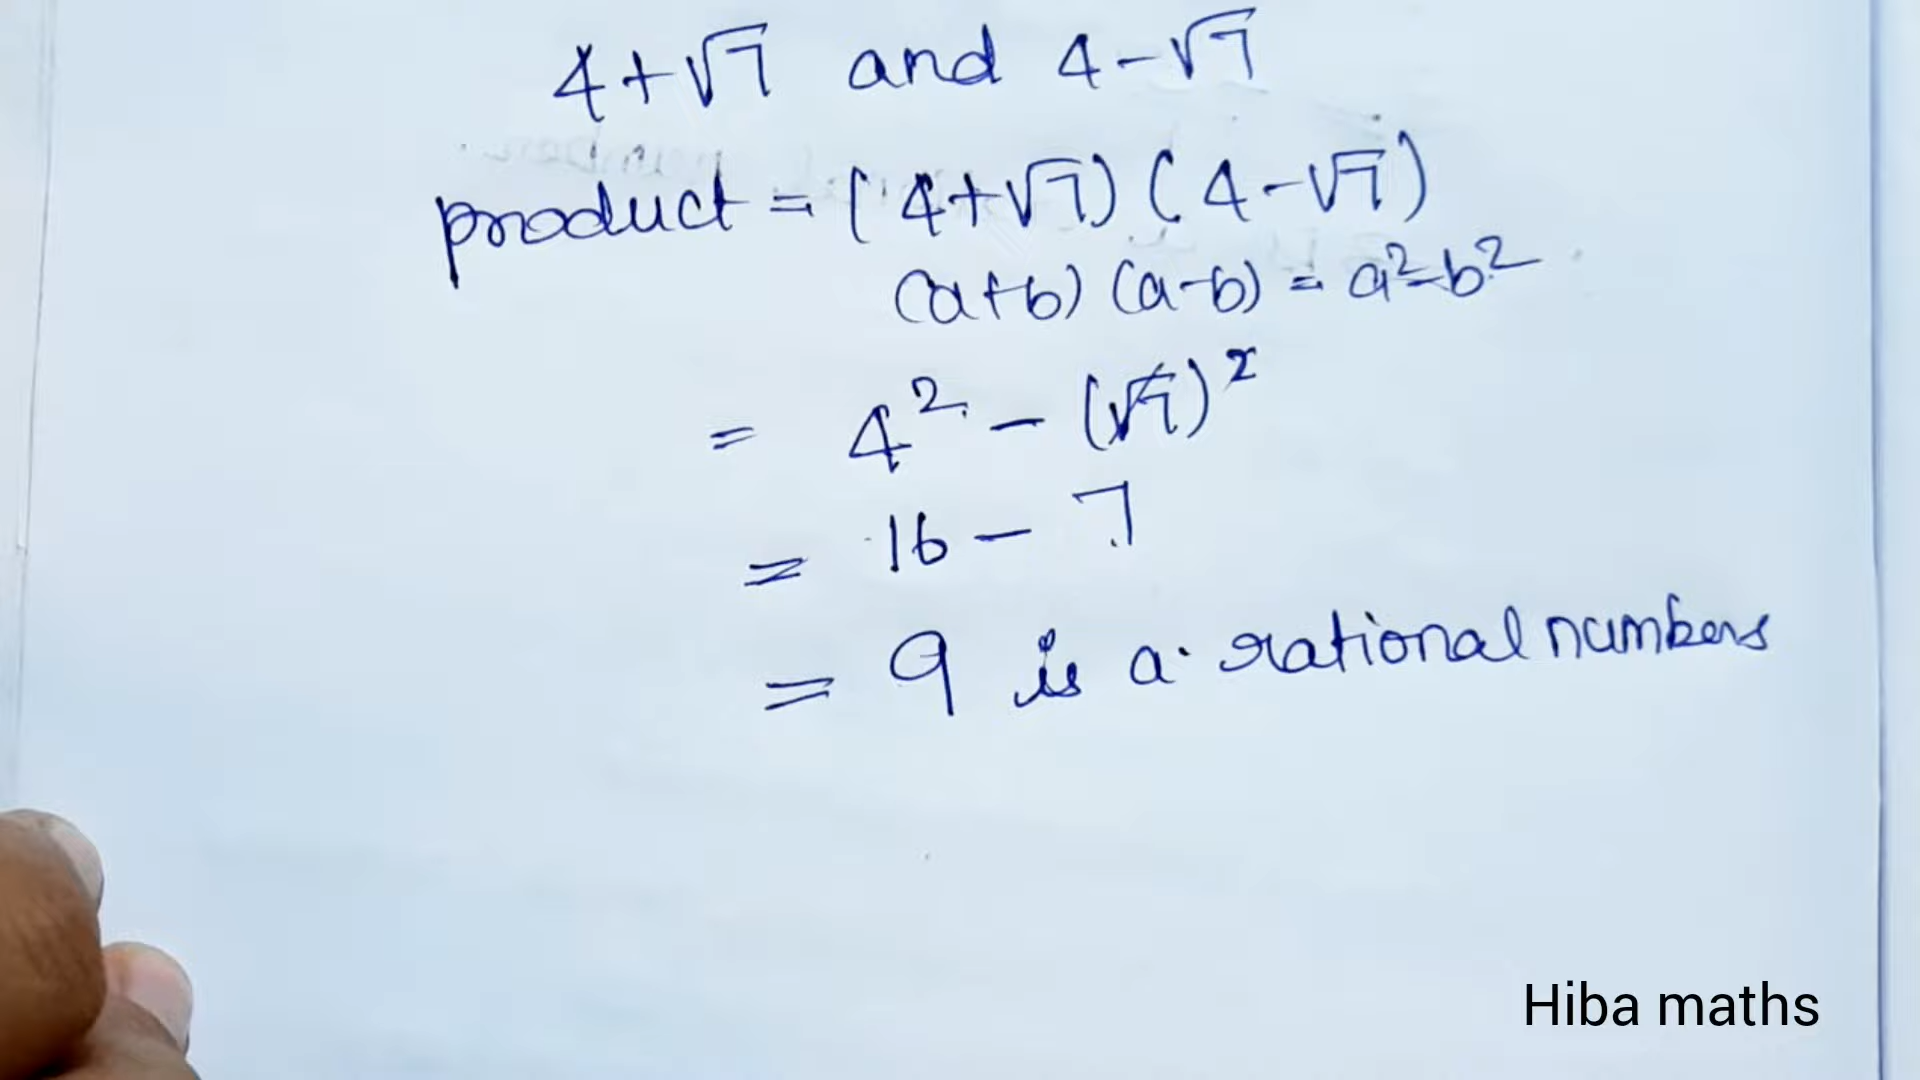 4+√7 and 4-√7
product = (4+√7) (4-√7)
(a+b) (a-b) = a²-b²
= 4² - (√7)²
= 16 - 7
= 9 is a rational numbers
Hiba maths